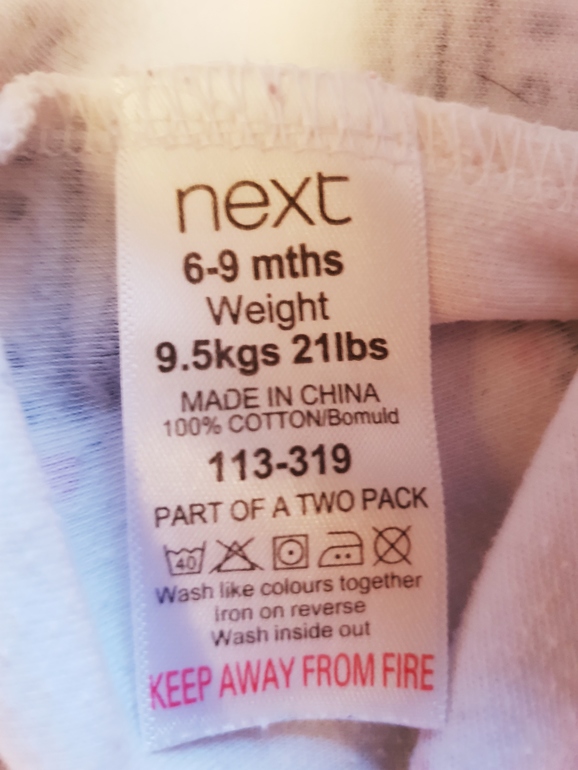 next
6-9 mths
Weight
9.5kgs 21lbs
MADE IN CHINA
100% COTTON/Bomuld
113-319
PART OF A TWO PACK
40
Wash like colours together
Iron on reverse
Wash inside out
KEEP AWAY FROM FIRE